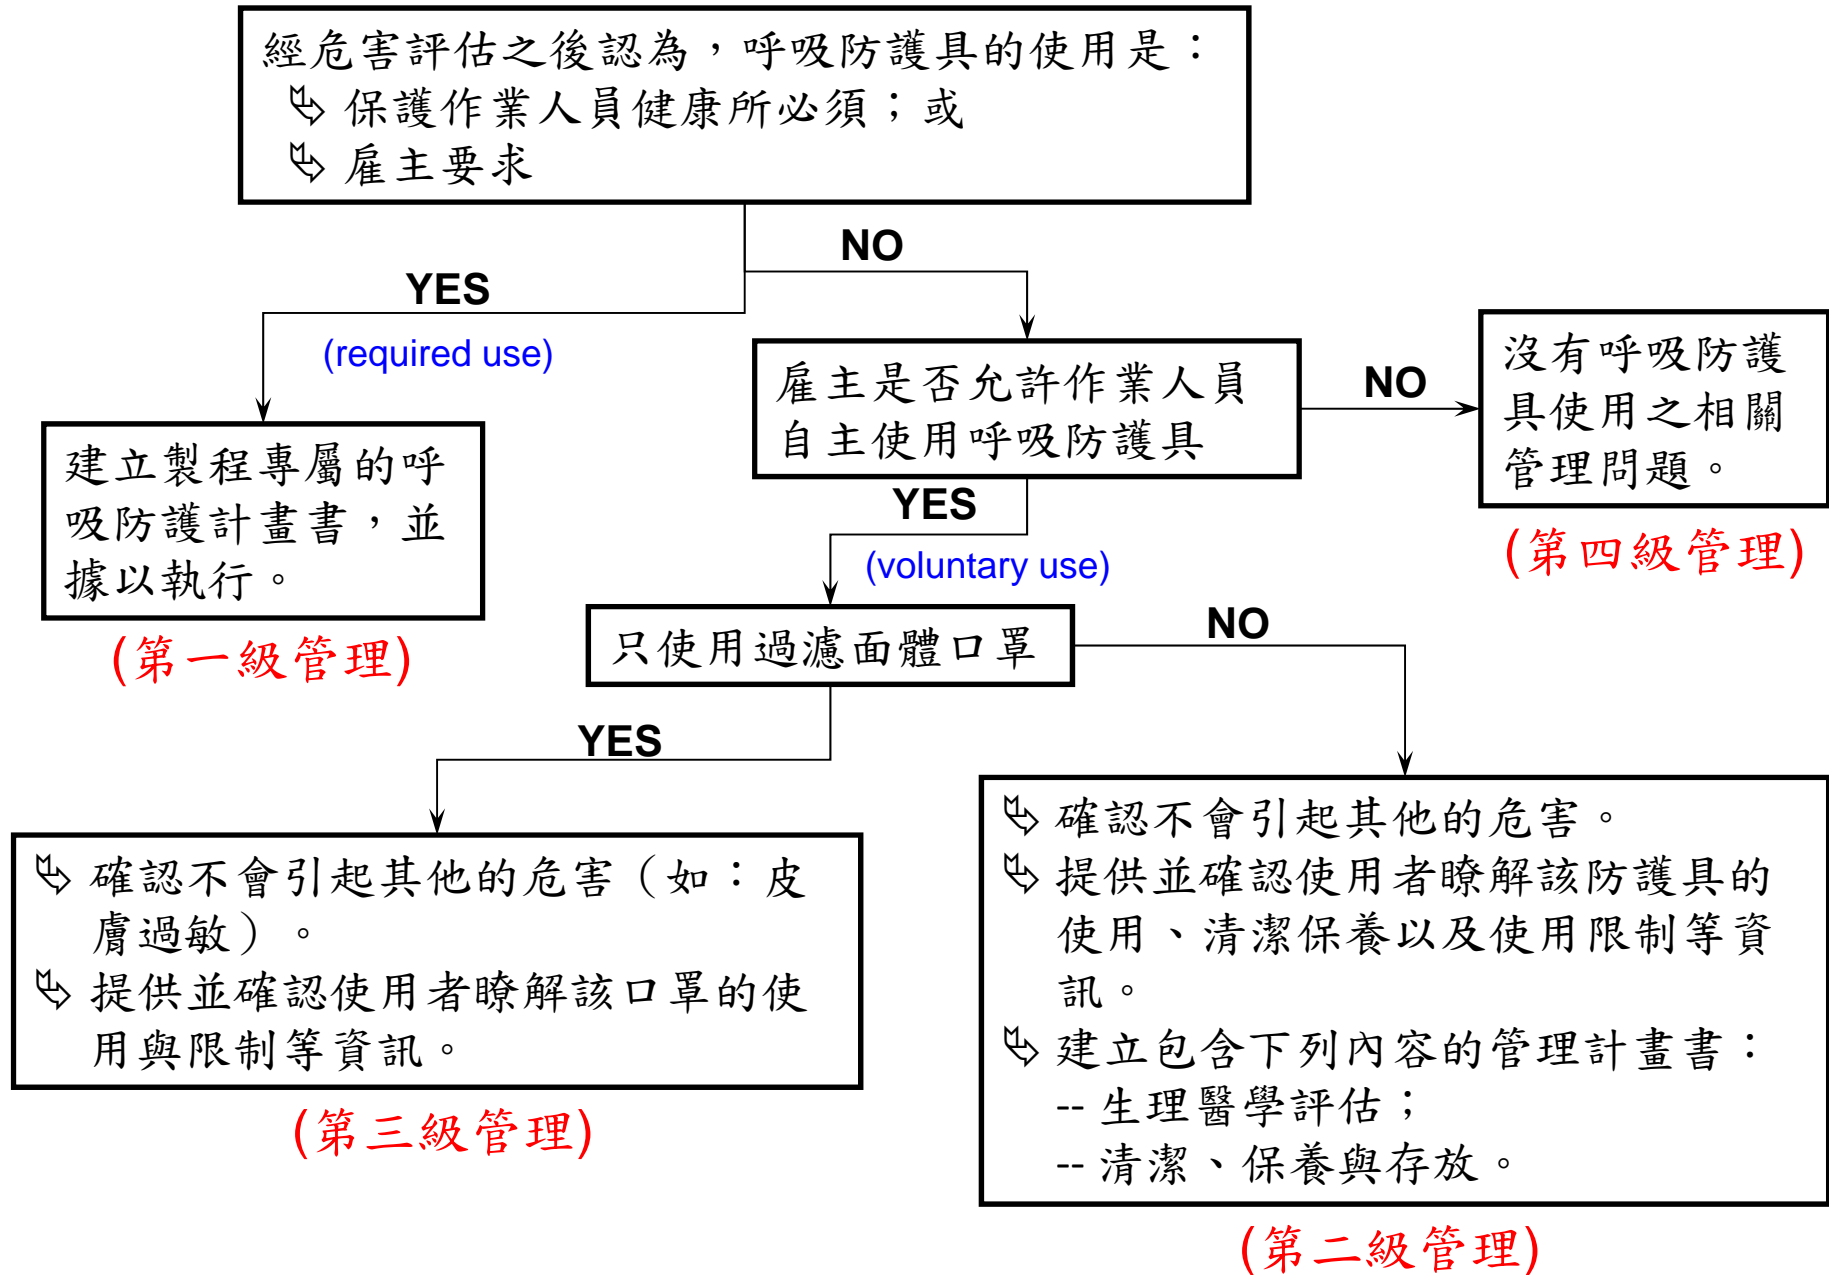 經危害評估之後認為，呼吸防護具的使用是：
保護作業人員健康所必須；或
雇主要求
NO
YES
(required use)
雇主是否允許作業人員
自主使用呼吸防護具
NO
沒有呼吸防護
具使用之相關
管理問題。
(第四級管理)
建立製程專屬的呼
吸防護計畫書，並
據以執行。
(第一級管理)
YES
(voluntary use)
只使用過濾面體口罩
NO
YES
確認不會引起其他的危害（如：皮
膚過敏）。
提供並確認使用者瞭解該口罩的使
用與限制等資訊。
(第三級管理)
確認不會引起其他的危害。
提供並確認使用者瞭解該防護具的
使用、清潔保養以及使用限制等資
訊。
建立包含下列內容的管理計畫書：
-- 生理醫學評估；
-- 清潔、保養與存放。
(第二級管理)